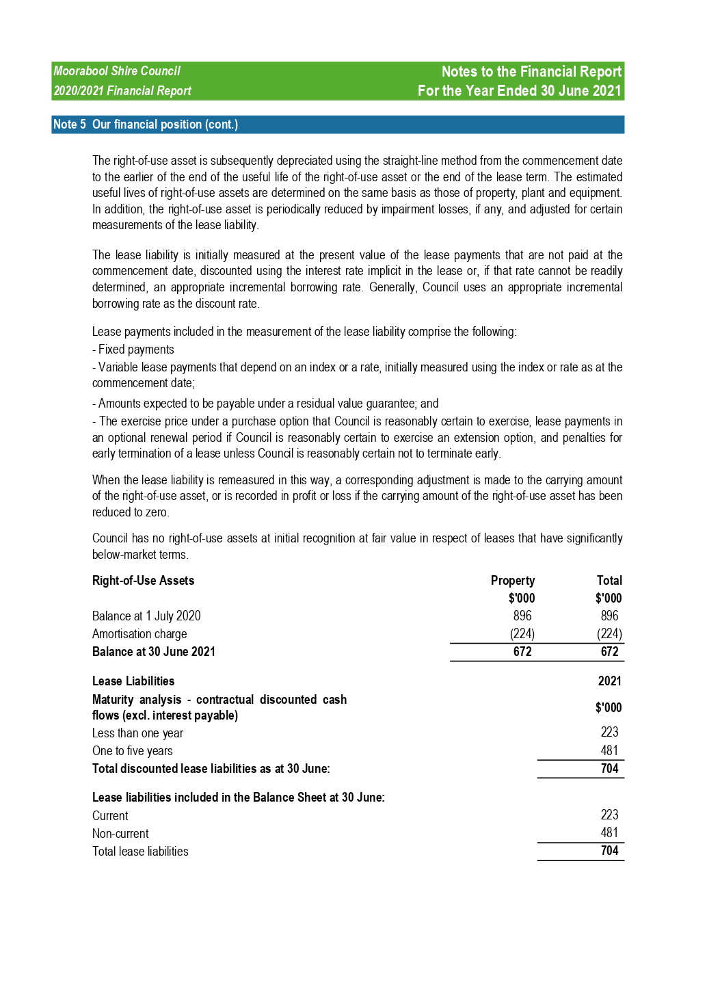 Moorabool Shire Council
Notes to the Financial Report
2020/2021 Financial Report
For the Year Ended 30 June 2021
Note 5 Our financial position (cont.)
The right-of-use asset is subsequently depreciated using the straight-line method from the commencement date
to the earlier of the end of the useful life of the right-of-use asset or the end of the lease term. The estimated
useful lives of right-of-use assets are determined on the same basis as those of property, plant and equipment.
In addition, the right-of-use asset is periodically reduced by impairment losses, if any, and adjusted for certain
measurements of the lease liability.
The lease liability is initially measured at the present value of the lease payments that are not paid at the
commencement date, discounted using the interest rate implicit in the lease or, if that rate cannot be readily
determined, an appropriate incremental borrowing rate. Generally, Council uses an appropriate incremental
borrowing rate as the discount rate.
Lease payments included in the measurement of the lease liability comprise the following:
- Fixed payments
- Variable lease payments that depend on an index or a rate, initially measured using the index or rate as at the
commencement date;
- Amounts expected to be payable under a residual value guarantee; and
- The exercise price under a purchase option that Council is reasonably certain to exercise, lease payments in
an optional renewal period if Council is reasonably certain to exercise an extension option, and penalties for
early termination of a lease unless Council is reasonably certain not to terminate early.
When the lease liability is remeasured in this way, a corresponding adjustment is made to the carrying amount
of the right-of-use asset, or is recorded in profit or loss if the carrying amount of the right-of-use asset has been
reduced to zero.
Council has no right-of-use assets at initial recognition at fair value in respect of leases that have significantly
below-market terms.
Right-of-Use Assets Property Total
$'000 $'000
Balance at 1 July 2020 896 896
Amortisation charge (224) (224)
Balance at 30 June 2021 672 672
Lease Liabilities 2021
Maturity analysis - contractual discounted cash
flows (excl. interest payable) $'000
Less than one year 223
One to five years 481
Total discounted lease liabilities as at 30 June: 704
Lease liabilities included in the Balance Sheet at 30 June:
Current 223
Non-current 481
Total lease liabilities 704